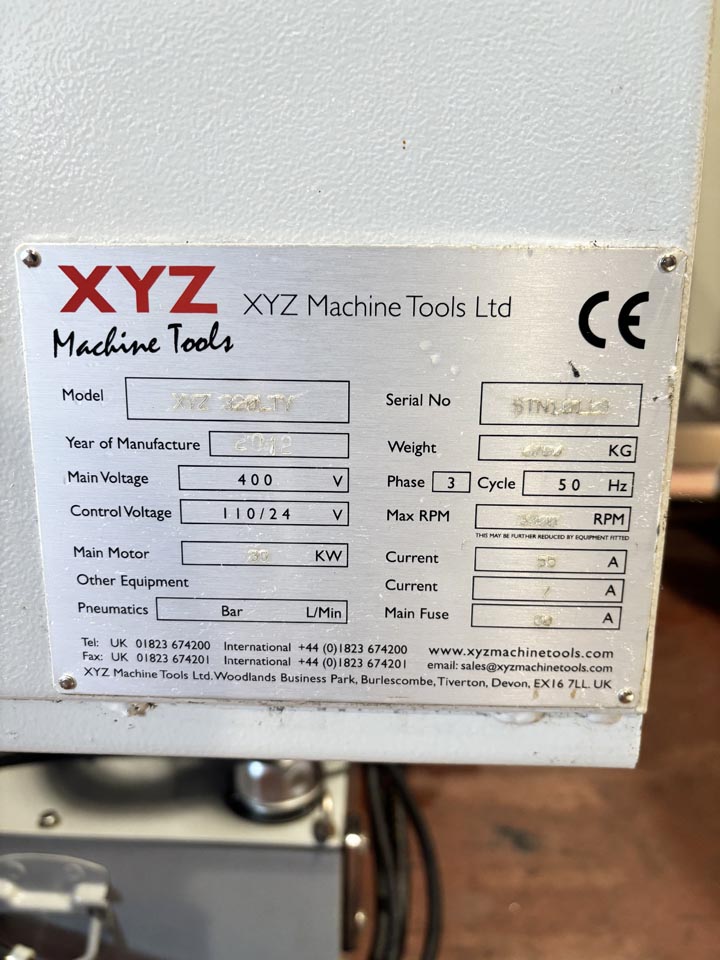 XYZ
Machine Tools
XYZ Machine Tools Ltd
CE
Model XYZ
Serial No
Year of Manufacture 2012
Weight KG
Main Voltage 400 V
Phase 3 Cycle 50 Hz
Control Voltage 110/24 V
Max RPM RPM
THIS MAY BE FURTHER REDUCED BY EQUIPMENT FITTED
Main Motor KW
Current A
Other Equipment
Current A
Pneumatics Bar L/Min
Main Fuse A
Tel: UK 01823 674200 International +44 (0)1823 674200 www.xyzmachinetools.com
Fax: UK 01823 674201 International +44 (0)1823 674201 email: sales@xyzmachinetools.com
XYZ Machine Tools Ltd. Woodlands Business Park, Burlescombe, Tiverton, Devon, EX16 7LL UK